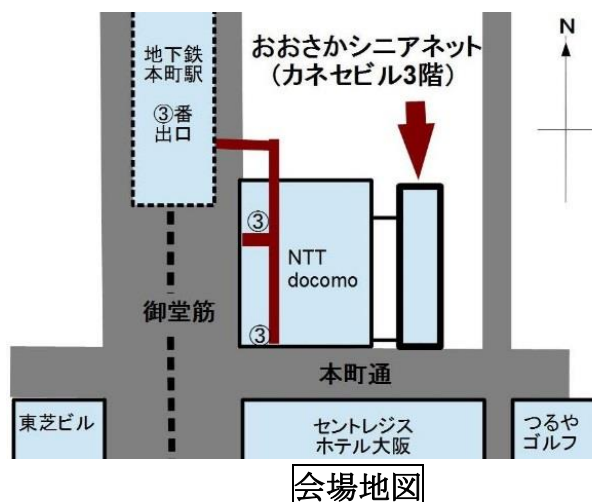 地下鉄
本町駅
③番
出口
おおさかシニアネット
（カネセビル3階）
N
③
NTT
docomo
③
御堂筋
本町通
東芝ビル
セントレジス
ホテル大阪
つるや
ゴルフ
会場地図